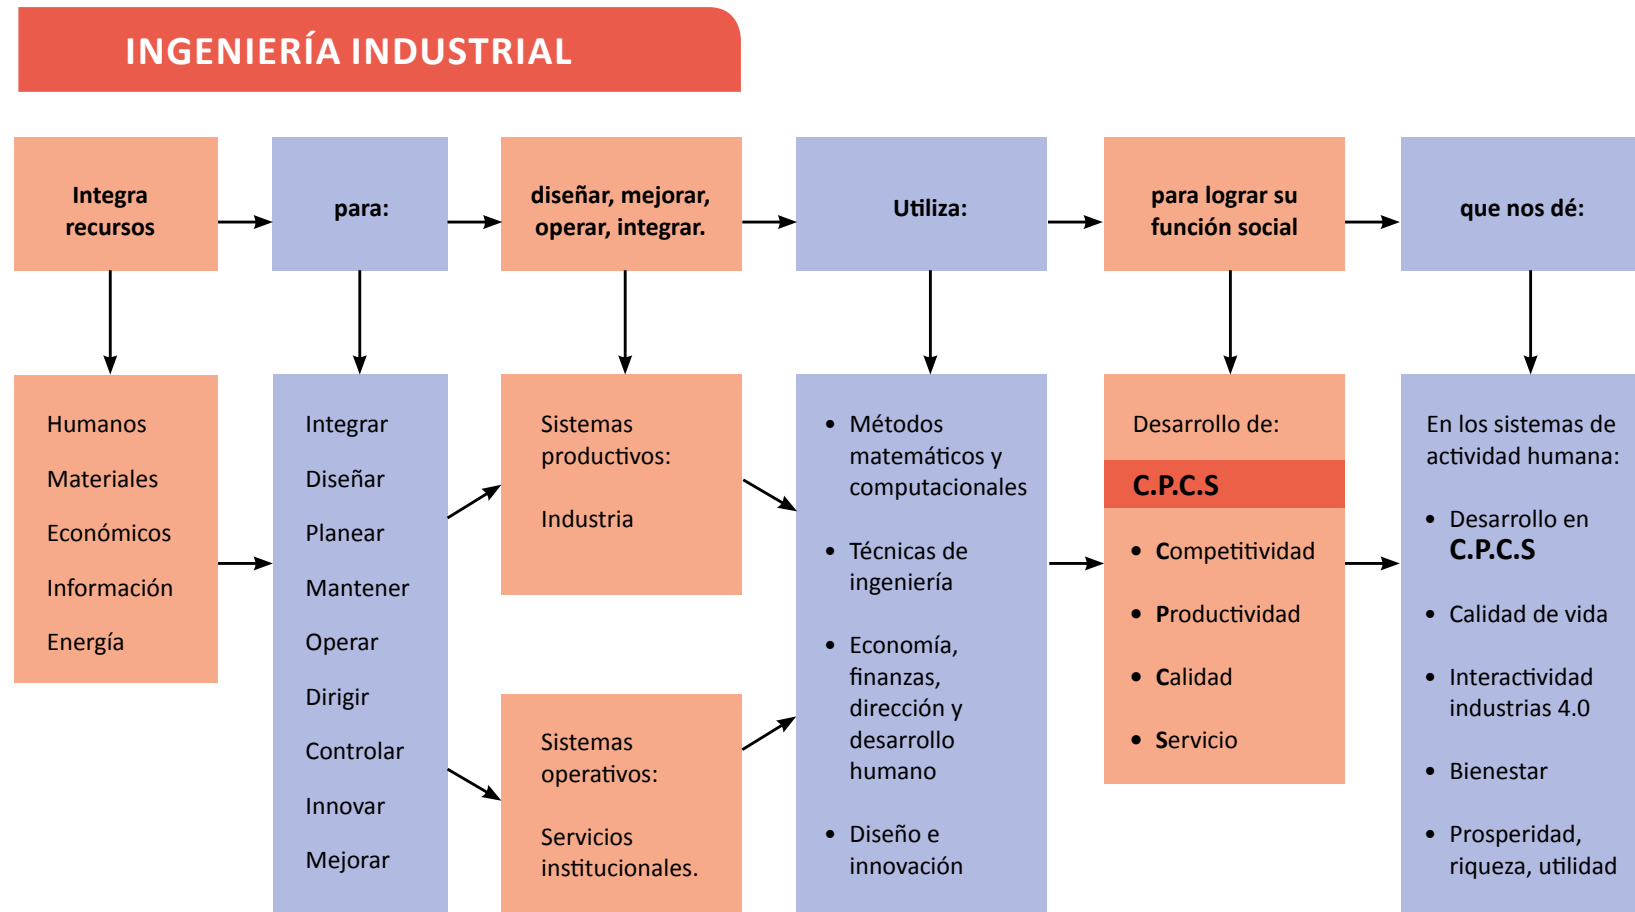 INGENIERÍA INDUSTRIAL
Integra
recursos
para:
diseñar, mejorar,
operar, integrar.
Utiliza:
para lograr su
función social
que nos dé:
Humanos
Materiales
Económicos
Información
Energía
Integrar
Diseñar
Planear
Mantener
Operar
Dirigir
Controlar
Innovar
Mejorar
Sistemas
productivos:
Industria
Sistemas
operativos:
Servicios
institucionales.
• Métodos
matemáticos y
computacionales
• Técnicas de
ingeniería
• Economía,
finanzas,
dirección y
desarrollo
humano
• Diseño e
innovación
Desarrollo de:
C.P.C.S
• Competitividad
• Productividad
• Calidad
• Servicio
En los sistemas de
actividad humana:
• Desarrollo en
C.P.C.S
• Calidad de vida
• Interactividad
industrias 4.0
• Bienestar
• Prosperidad,
riqueza, utilidad